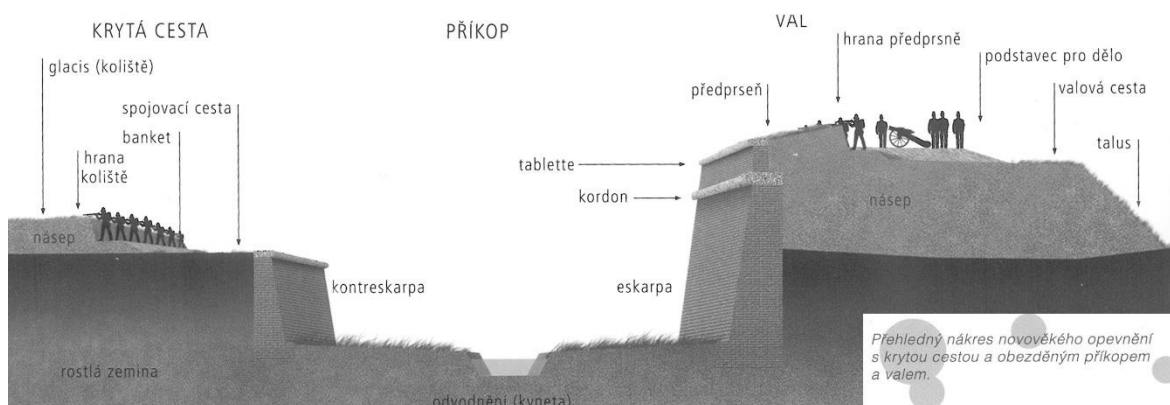 KRYTÁ CESTA
PŘÍKOP
VAL
glacis (koliště)
hrana předprsně
podstavec pro dělo
spojovací cesta
předprseň
valová cesta
banket
talus
hrana
koliště
tablette
kordon
násep
násep
kontreskarpa
eskarpa
rostlá zemina
odvodnění (kyneta)
Přehledný nákres novověkého opevnění
s krytou cestou a obezděným příkopem
a valem.